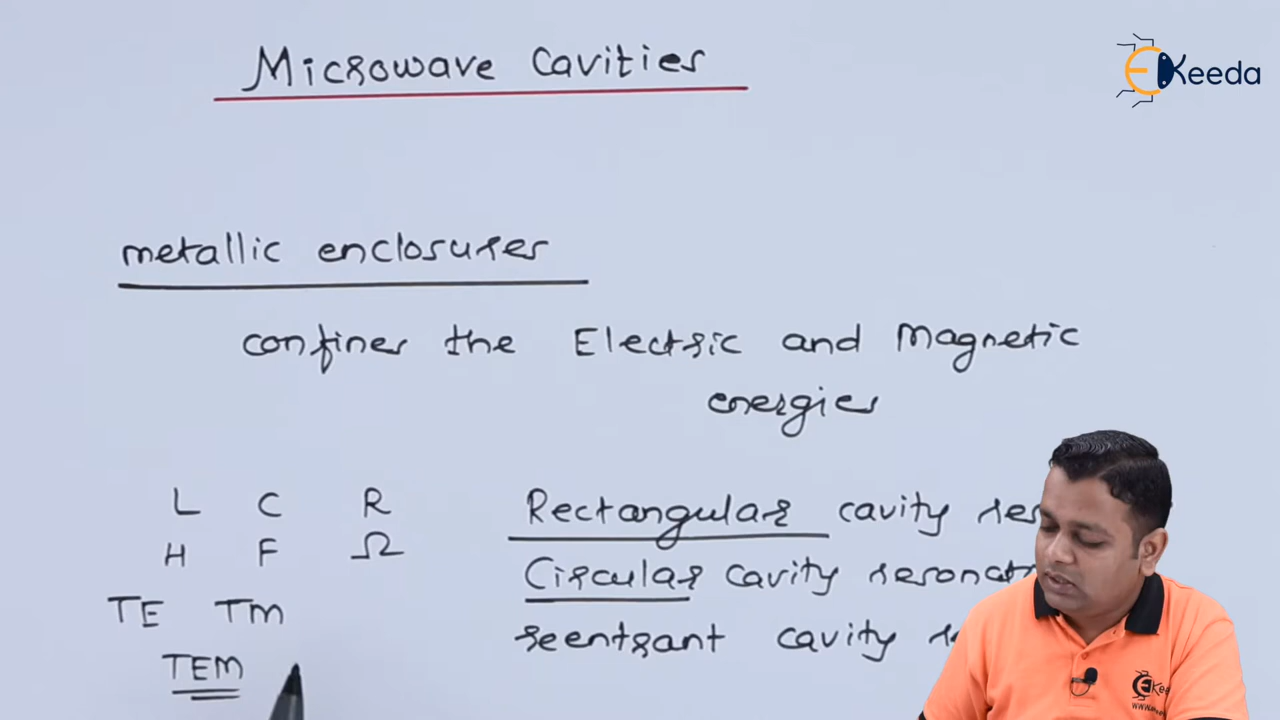 Microwave Cavities
EKeeda
metallic enclosures
confines the Electric and Magnetic
energies
L C R
H F Ω
TE TM
TEM
Rectangular cavity
Circular cavity
reentrant cavity